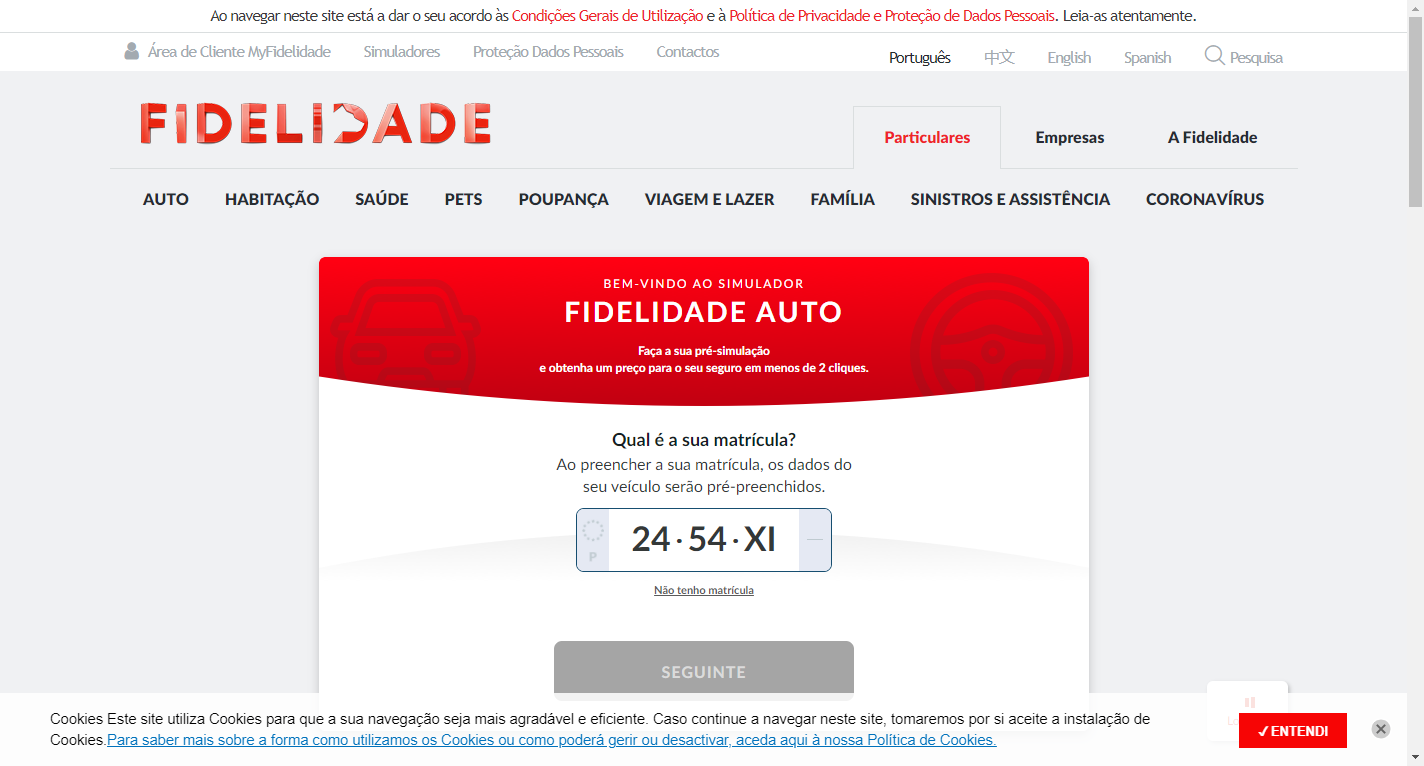 Ao navegar neste site está a dar o seu acordo às Condições Gerais de Utilização e à Política de Privacidade e Proteção de Dados Pessoais. Leia-as atentamente.
Área de Cliente MyFidelidade Simuladores Proteção Dados Pessoais Contactos Português 中文 English Spanish Pesquisa
FIDELIDADE
Particulares Empresas A Fidelidade
AUTO HABITAÇÃO SAÚDE PETS POUPANÇA VIAGEM E LAZER FAMÍLIA SINISTROS E ASSISTÊNCIA CORONAVÍRUS
BEM-VINDO AO SIMULADOR
FIDELIDADE AUTO
Faça a sua pré-simulação
e obtenha um preço para o seu seguro em menos de 2 cliques.
Qual é a sua matrícula?
Ao preencher a sua matrícula, os dados do
seu veículo serão pré-preenchidos.
P 24·54·XI
Não tenho matrícula
SEGUINTE
Cookies Este site utiliza Cookies para que a sua navegação seja mais agradável e eficiente. Caso continue a navegar neste site, tomaremos por si aceite a instalação de
Cookies.Para saber mais sobre a forma como utilizamos os Cookies ou como poderá gerir ou desactivar, aceda aqui à nossa Política de Cookies.
✓ENTENDI